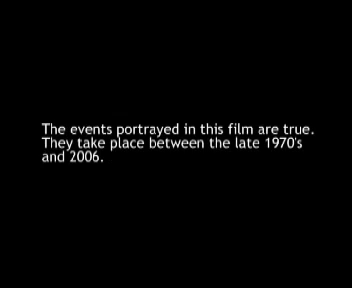 The events portrayed in this film are true.
They take place between the late 1970's
and 2006.